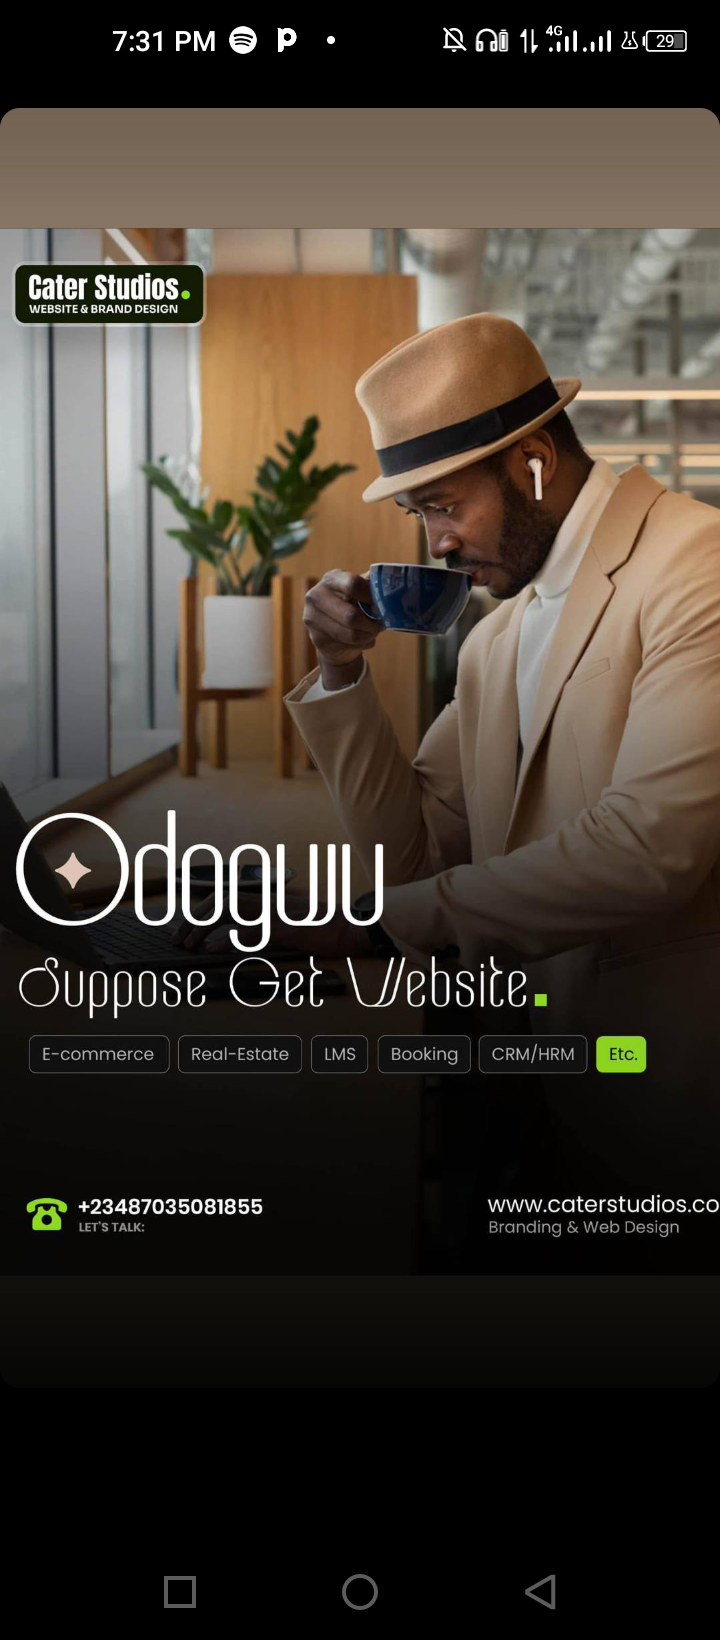 7:31 PM
4G
29
Cater Studios.
WEBSITE & BRAND DESIGN
Odogwu
Suppose Get Website.
E-commerce Real-Estate LMS Booking CRM/HRM Etc.
+23487035081855
LET'S TALK:
www.caterstudios.co
Branding & Web Design